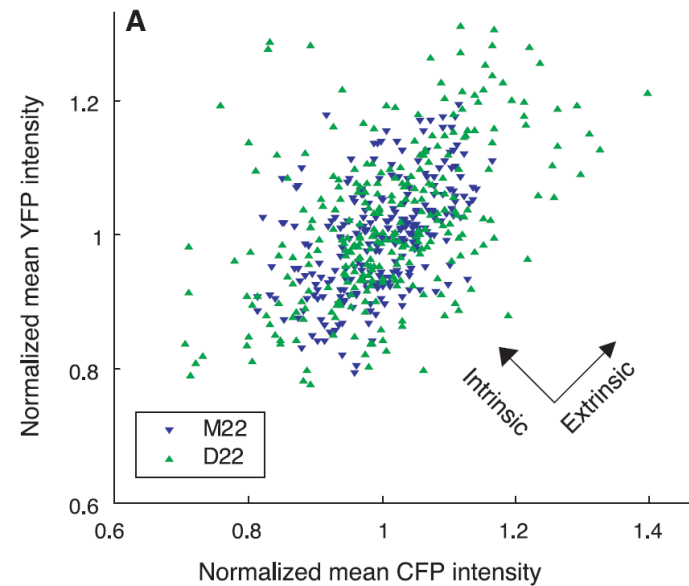 A
Normalized mean YFP intensity
1.2
1
0.8
0.6
Intrinsic
Extrinsic
M22
D22
0.6
0.8
1
1.2
1.4
Normalized mean CFP intensity